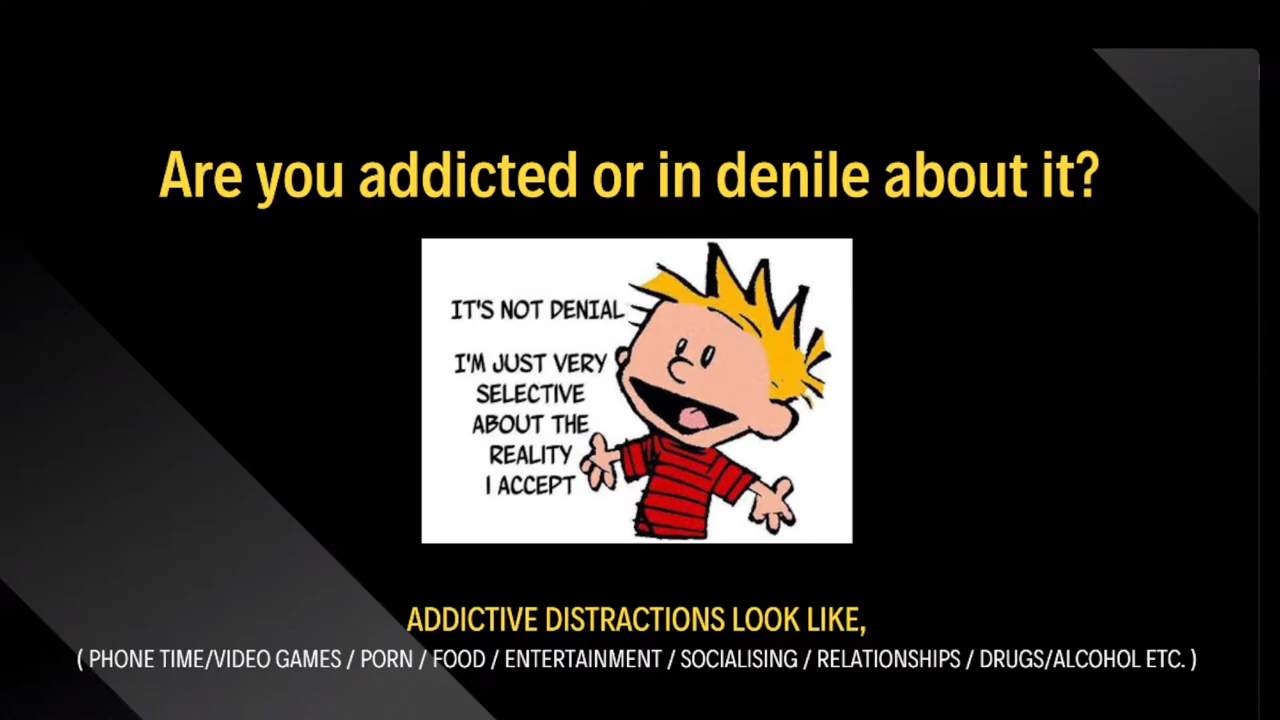 Are you addicted or in denile about it?
IT'S NOT DENIAL
I'M JUST VERY
SELECTIVE
ABOUT THE
REALITY
I ACCEPT
ADDICTIVE DISTRACTIONS LOOK LIKE,
( PHONE TIME/VIDEO GAMES / PORN / FOOD / ENTERTAINMENT / SOCIALISING / RELATIONSHIPS / DRUGS/ALCOHOL ETC. )